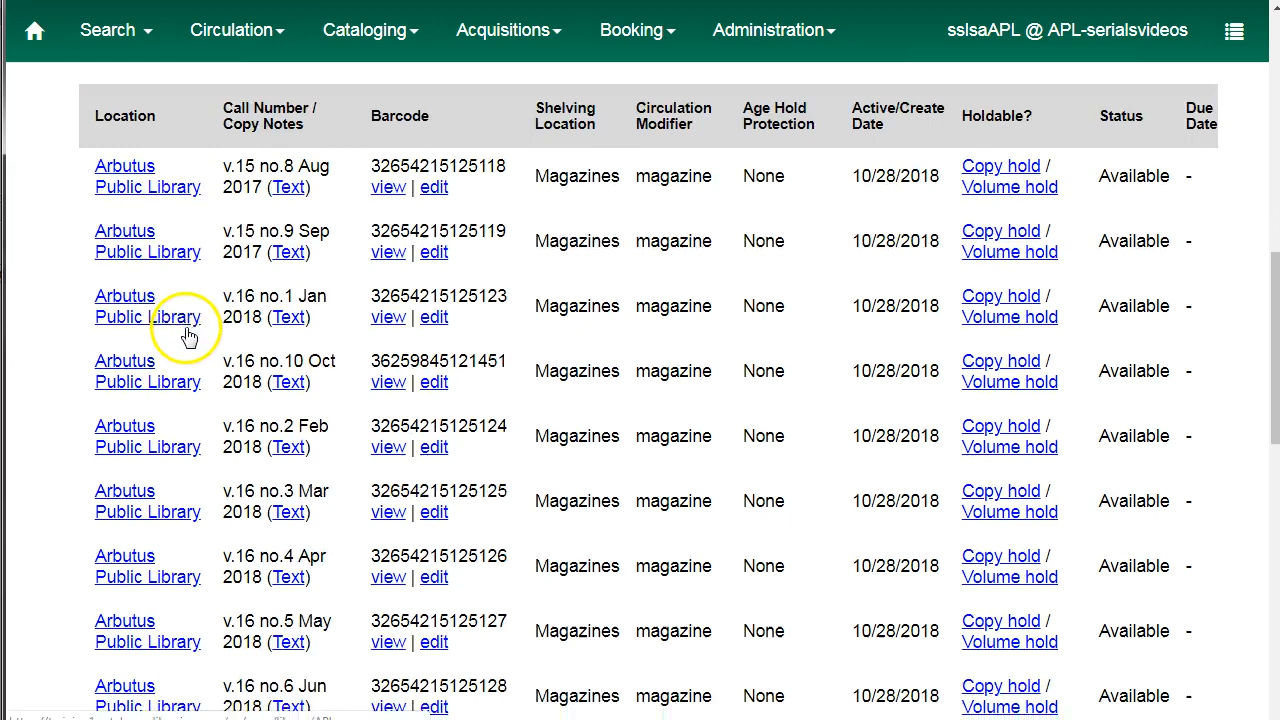 Search Circulation Cataloging Acquisitions Booking Administration sslsaAPL @ APL-serialsvideos
Location Call Number / Copy Notes Barcode Shelving Location Circulation Modifier Age Hold Protection Active/Create Date Holdable? Status Due Date
Arbutus v.15 no.8 Aug 32654215125118 Copy hold /
Public Library 2017 (Text) view | edit Magazines magazine None 10/28/2018 Volume hold Available -
Arbutus v.15 no.9 Sep 32654215125119 Copy hold /
Public Library 2017 (Text) view | edit Magazines magazine None 10/28/2018 Volume hold Available -
Arbutus v.16 no.1 Jan 32654215125123 Copy hold /
Public Library 2018 (Text) view | edit Magazines magazine None 10/28/2018 Volume hold Available -
Arbutus v.16 no.10 Oct 36259845121451 Copy hold /
Public Library 2018 (Text) view | edit Magazines magazine None 10/28/2018 Volume hold Available -
Arbutus v.16 no.2 Feb 32654215125124 Copy hold /
Public Library 2018 (Text) view | edit Magazines magazine None 10/28/2018 Volume hold Available -
Arbutus v.16 no.3 Mar 32654215125125 Copy hold /
Public Library 2018 (Text) view | edit Magazines magazine None 10/28/2018 Volume hold Available -
Arbutus v.16 no.4 Apr 32654215125126 Copy hold /
Public Library 2018 (Text) view | edit Magazines magazine None 10/28/2018 Volume hold Available -
Arbutus v.16 no.5 May 32654215125127 Copy hold /
Public Library 2018 (Text) view | edit Magazines magazine None 10/28/2018 Volume hold Available -
Arbutus v.16 no.6 Jun 32654215125128 Copy hold /
Public Library 2018 (Text) view | edit Magazines magazine None 10/28/2018 Volume hold Available -